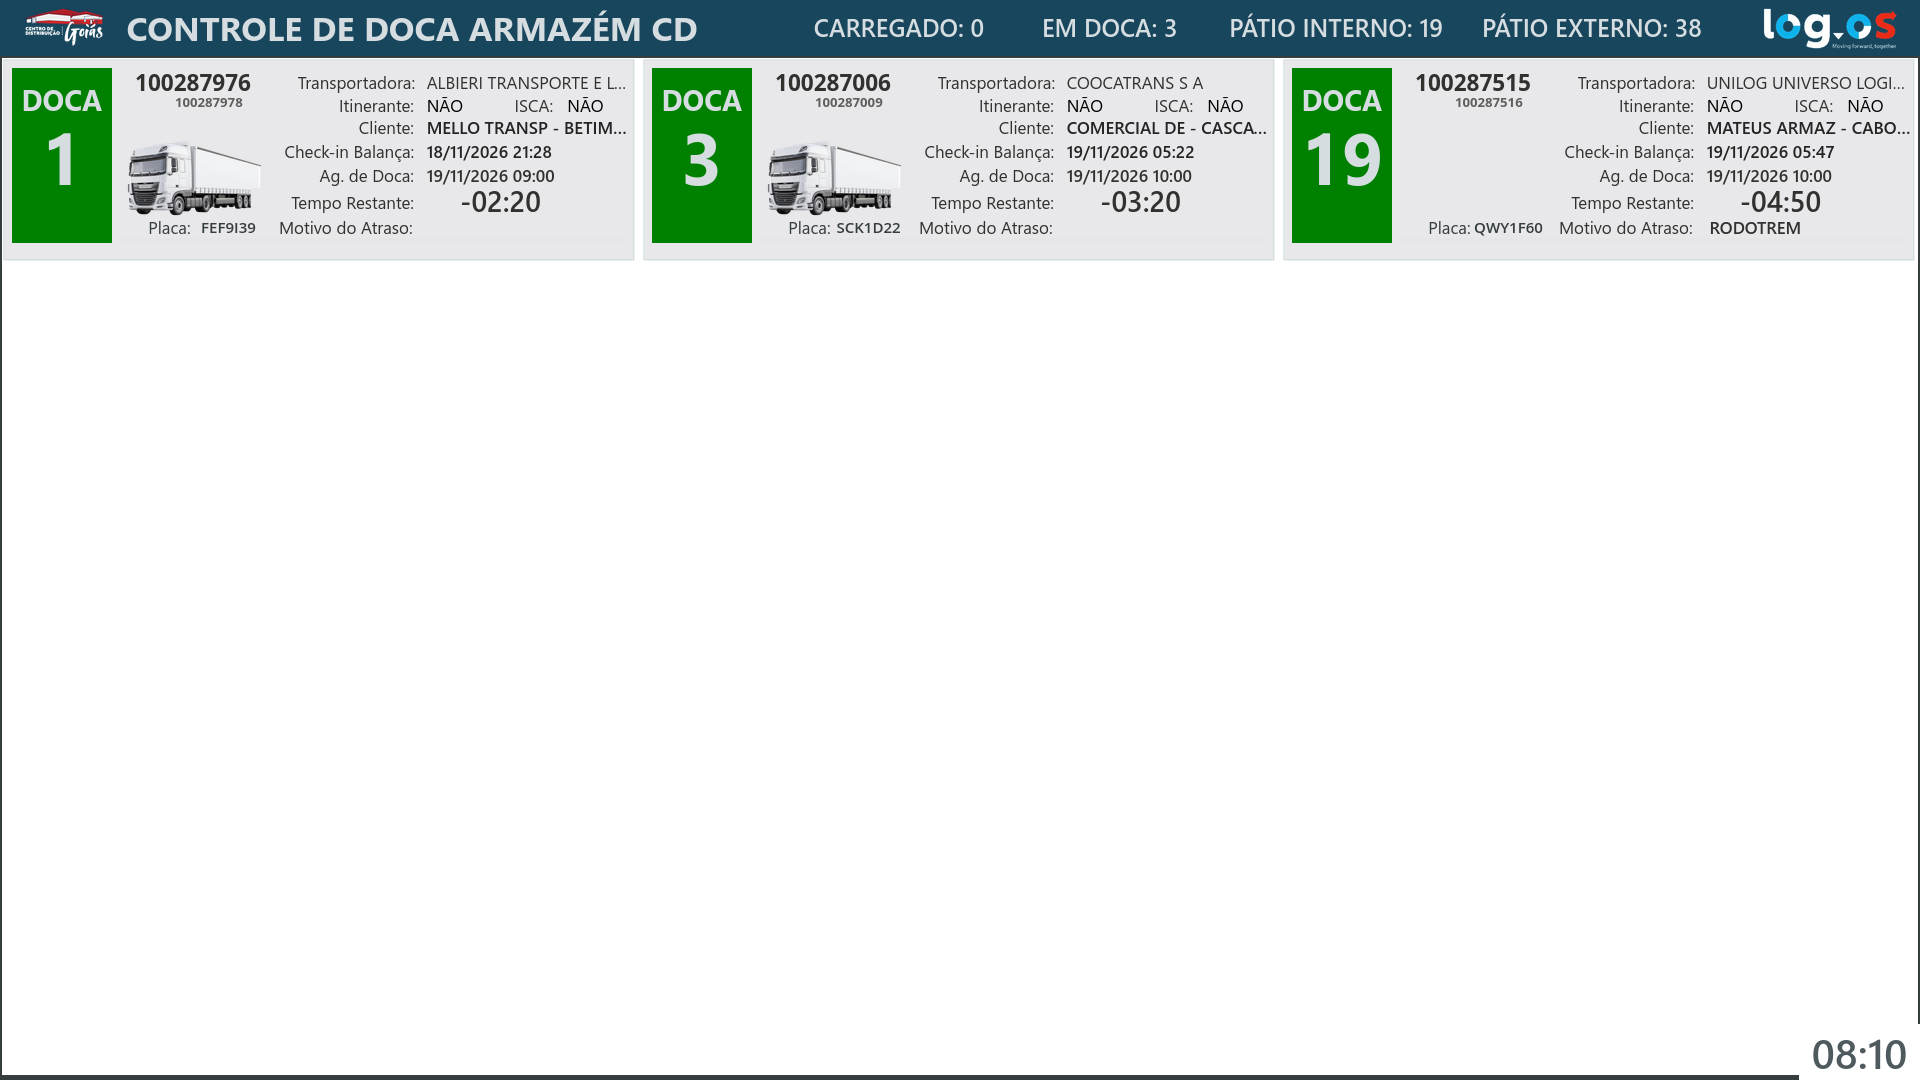 CENTRO DE DISTRIBUIÇÃO Goiás
CONTROLE DE DOCA ARMAZÉM CD
CARREGADO: 0
EM DOCA: 3
PÁTIO INTERNO: 19
PÁTIO EXTERNO: 38
log.os
Moving forward, together
DOCA
1
100287976
100287978
Placa: FEF9I39
Transportadora: ALBIERI TRANSPORTE E L...
Itinerante: NÃO ISCA: NÃO
Cliente: MELLO TRANSP - BETIM...
Check-in Balança: 18/11/2026 21:28
Ag. de Doca: 19/11/2026 09:00
Tempo Restante: -02:20
Motivo do Atraso:
DOCA
3
100287006
100287009
Placa: SCK1D22
Transportadora: COOCATRANS S A
Itinerante: NÃO ISCA: NÃO
Cliente: COMERCIAL DE - CASCA...
Check-in Balança: 19/11/2026 05:22
Ag. de Doca: 19/11/2026 10:00
Tempo Restante: -03:20
Motivo do Atraso:
DOCA
19
100287515
100287516
Placa: QWY1F60
Transportadora: UNILOG UNIVERSO LOGI...
Itinerante: NÃO ISCA: NÃO
Cliente: MATEUS ARMAZ - CABO...
Check-in Balança: 19/11/2026 05:47
Ag. de Doca: 19/11/2026 10:00
Tempo Restante: -04:50
Motivo do Atraso: RODOTREM
08:10